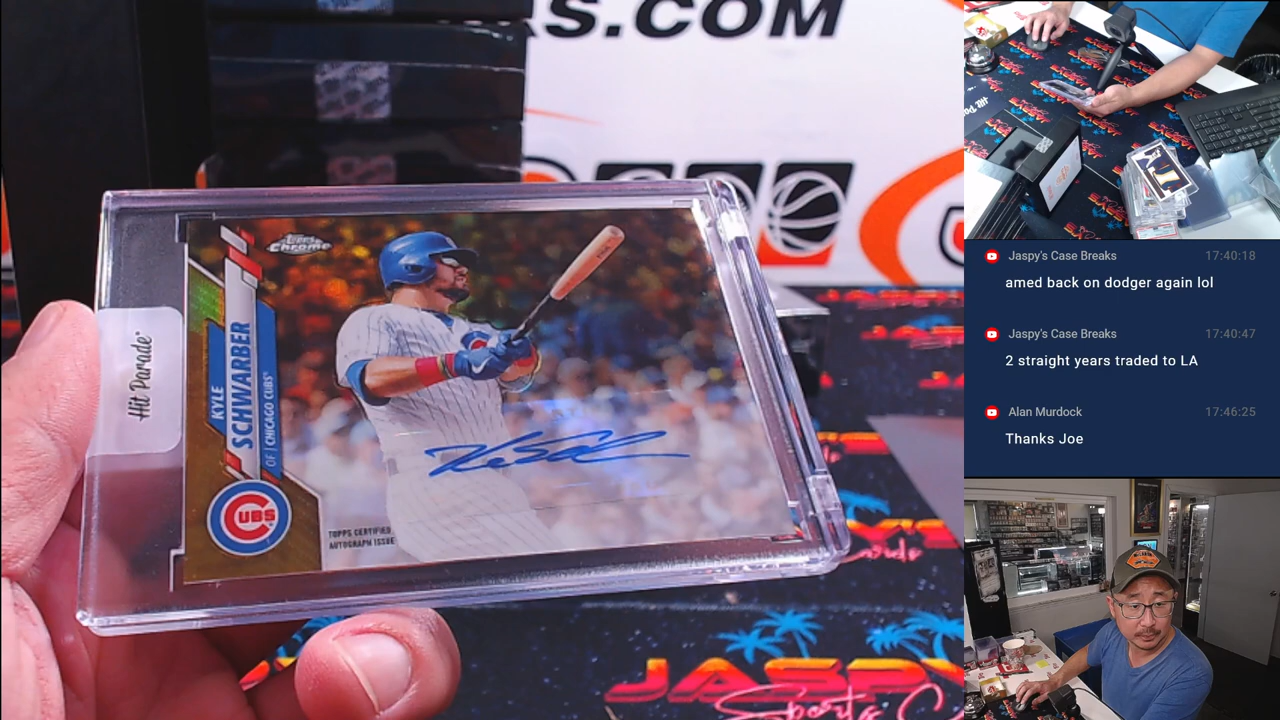 S.COM
Topps
Chrome
KYLE
SCHWARBER
OF | CHICAGO CUBS
CUBS
Hit Parade
TOPPS CERTIFIED
AUTOGRAPH ISSUE
JASPY
Sports C
Jaspy's Case Breaks 17:40:18
amed back on dodger again lol
Jaspy's Case Breaks 17:40:47
2 straight years traded to LA
Alan Murdock 17:46:25
Thanks Joe